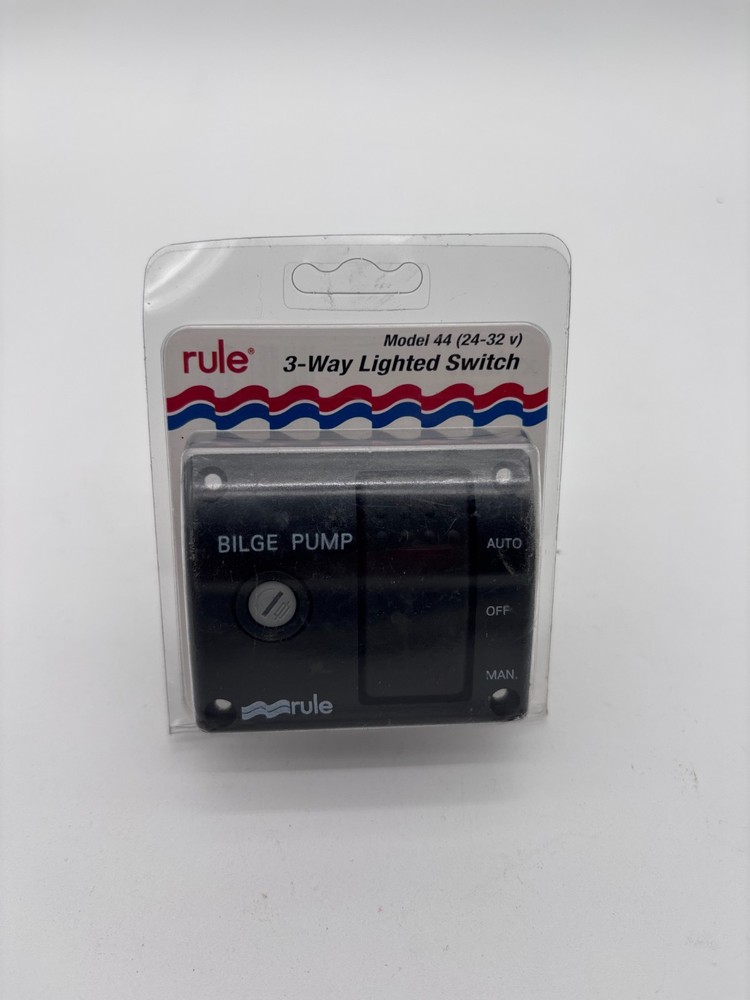 Model 44 (24-32 v)
rule®
3-Way Lighted Switch
BILGE PUMP
AUTO
OFF
MAN.
rule